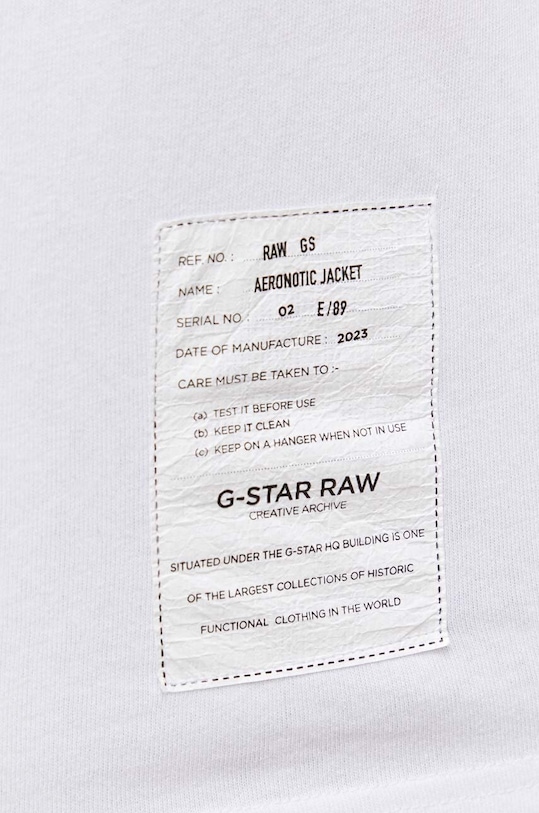 REF. NO. : RAW GS
NAME : AERONOTIC JACKET
SERIAL NO. : 02 E/89
DATE OF MANUFACTURE : 2023
CARE MUST BE TAKEN TO :-
(a) TEST IT BEFORE USE
(b) KEEP IT CLEAN
(c) KEEP ON A HANGER WHEN NOT IN USE
G-STAR RAW
CREATIVE ARCHIVE
SITUATED UNDER THE G-STAR HQ BUILDING IS ONE
OF THE LARGEST COLLECTIONS OF HISTORIC
FUNCTIONAL CLOTHING IN THE WORLD